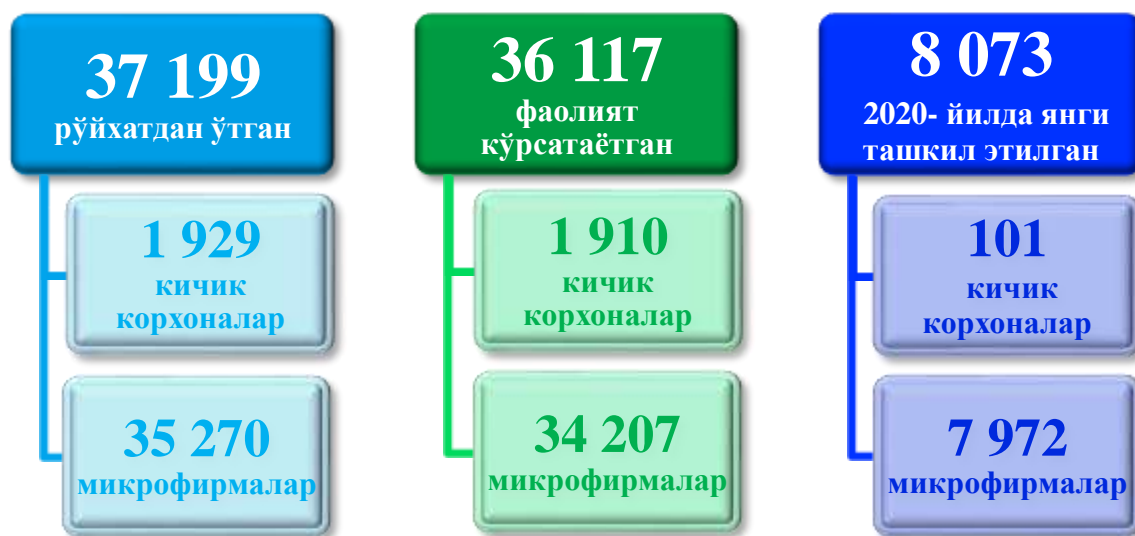 37 199
рўйхатдан ўтган
1 929
кичик
корхоналар
35 270
микрофирмалар
36 117
фаолият
кўрсатаётган
1 910
кичик
корхоналар
34 207
микрофирмалар
8 073
2020- йилда янги
ташкил этилган
101
кичик
корхоналар
7 972
микрофирмалар